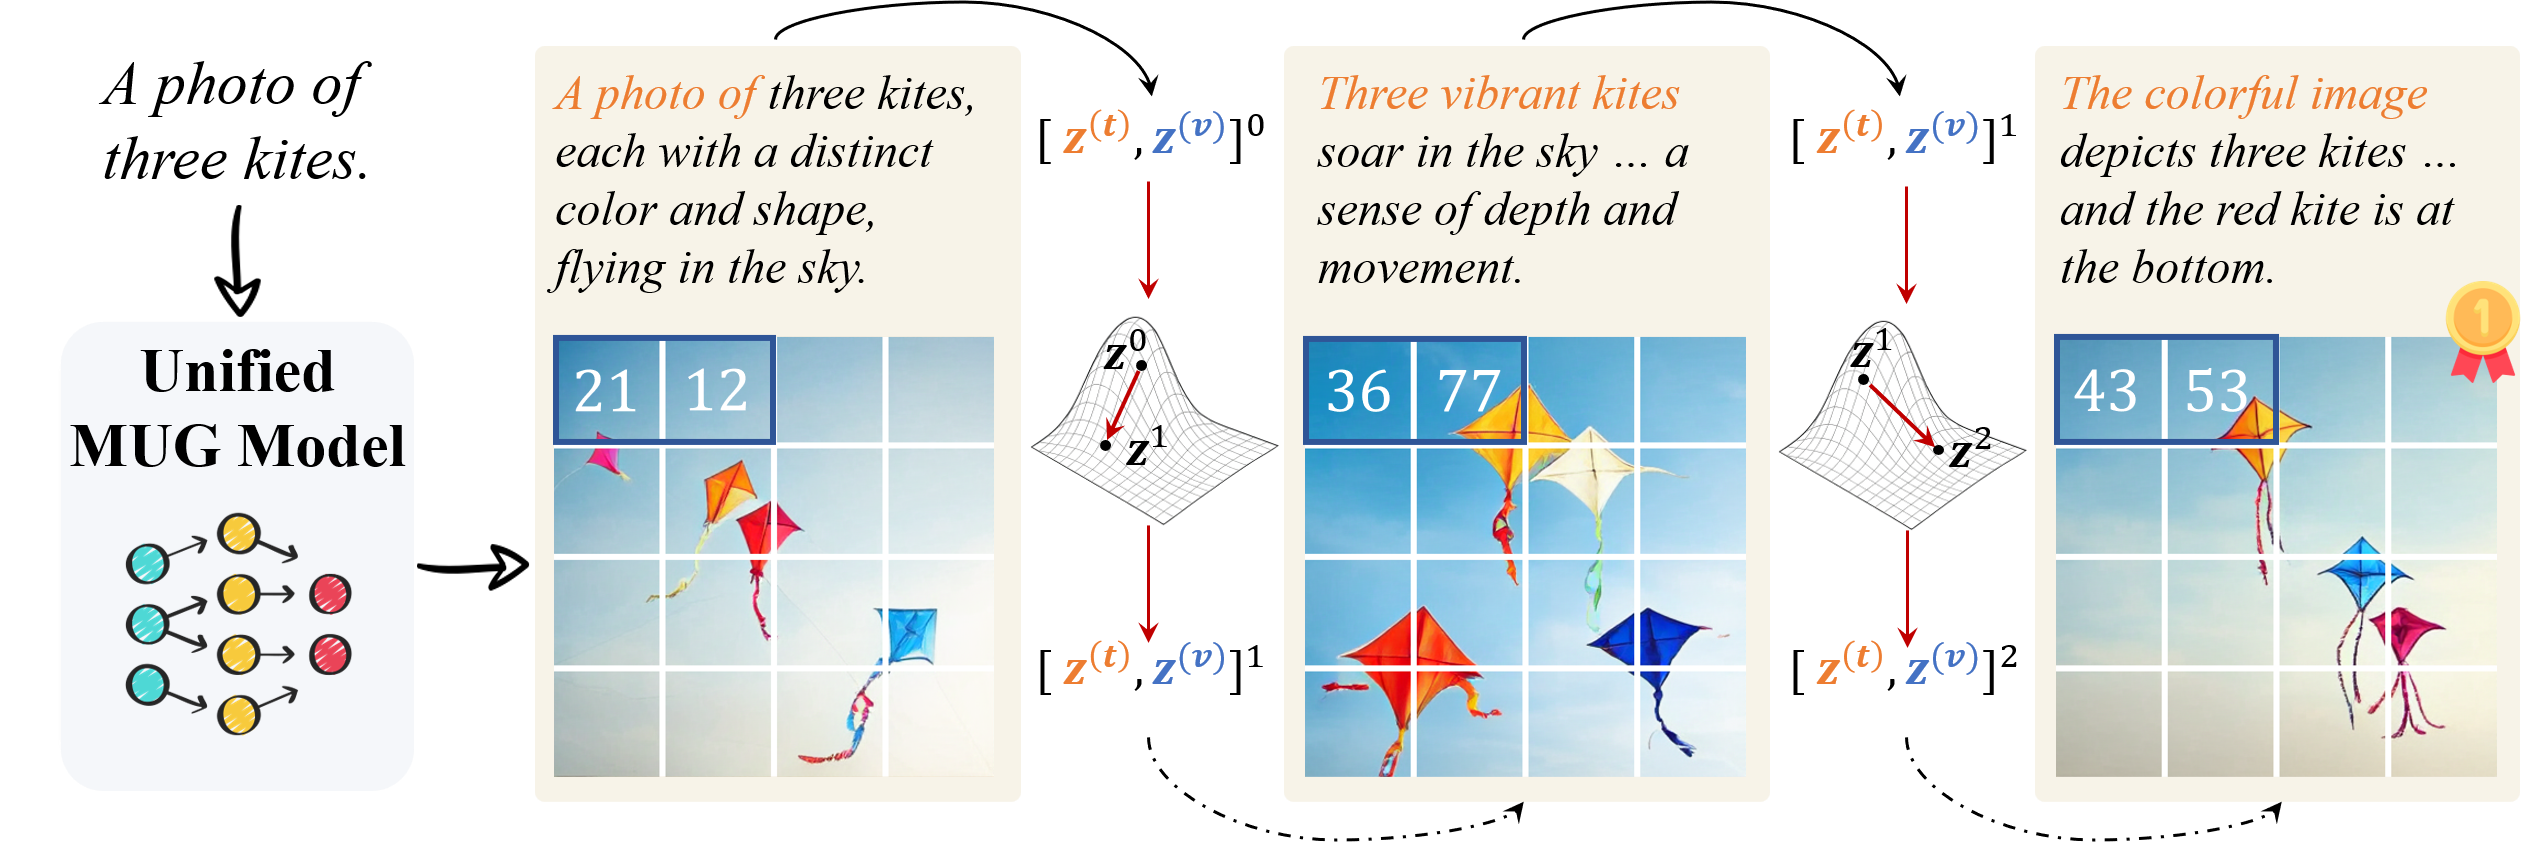 A photo of
three kites.
Unified
MUG Model
A photo of three kites,
each with a distinct
color and shape,
flying in the sky.
21 12
[ z^(t), z^(v)]^0
z^0
z^1
[ z^(t), z^(v)]^1
Three vibrant kites
soar in the sky … a
sense of depth and
movement.
36 77
[ z^(t), z^(v)]^1
z^1
z^2
[ z^(t), z^(v)]^2
The colorful image
depicts three kites …
and the red kite is at
the bottom.
1
43 53